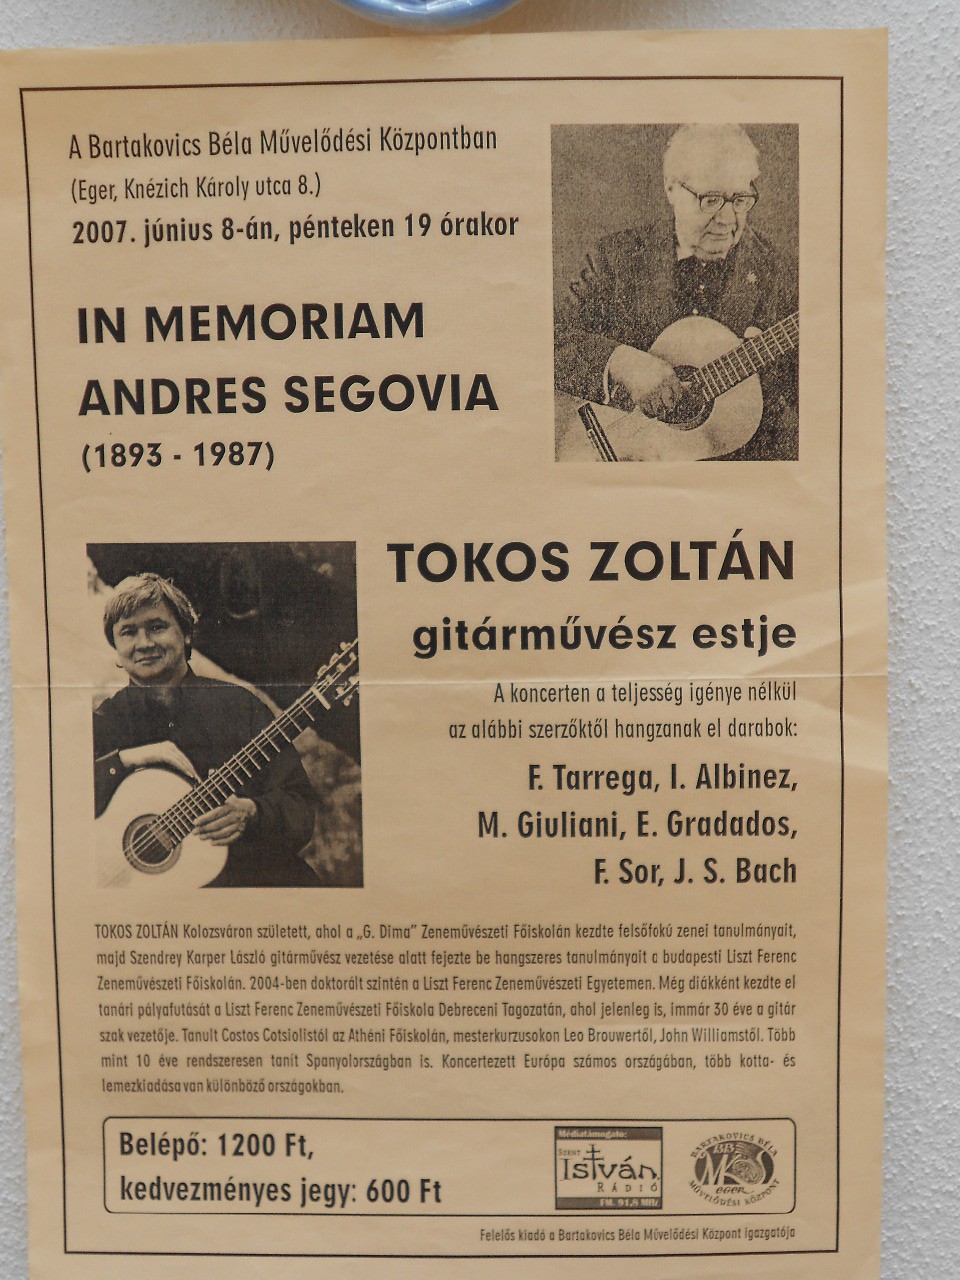 A Bartakovics Béla Művelődési Központban
(Eger, Knézich Károly utca 8.)
2007. június 8-án, pénteken 19 órakor
IN MEMORIAM
ANDRES SEGOVIA
(1893 - 1987)
TOKOS ZOLTÁN
gitárművész estje
A koncerten a teljesség igénye nélkül
az alábbi szerzőktől hangzanak el darabok:
F. Tarrega, I. Albinez,
M. Giuliani, E. Gradados,
F. Sor, J. S. Bach
TOKOS ZOLTÁN Kolozsváron született, ahol a „G. Dima” Zeneművészeti Főiskolán kezdte felsőfokú zenei tanulmányait,
majd Szendrey Karper László gitárművész vezetése alatt fejezte be hangszeres tanulmányait a budapesti Liszt Ferenc
Zeneművészeti Főiskolán. 2004-ben doktorált szintén a Liszt Ferenc Zeneművészeti Egyetemen. Még diákként kezdte el
tanári pályafutását a Liszt Ferenc Zeneművészeti Főiskola Debreceni Tagozatán, ahol jelenleg is, immár 30 éve a gitár
szak vezetője. Tanult Costos Cotsiolistól az Athéni Főiskolán, mesterkurzusokon Leo Brouwertől, John Williamstől. Több
mint 10 éve rendszeresen tanít Spanyolországban is. Koncertezett Európa számos országában, több kotta- és
lemezkiadása van különböző országokban.
Belépő: 1200 Ft,
kedvezményes jegy: 600 Ft
Médiatámogató:
SZENT
István
RÁDIÓ
FM. 91,8 MHz
BARTAKOVICS BÉLA
BB
MK
EGER
MŰVELŐDÉSI KÖZPONT
Felelős kiadó a Bartakovics Béla Művelődési Központ igazgatója